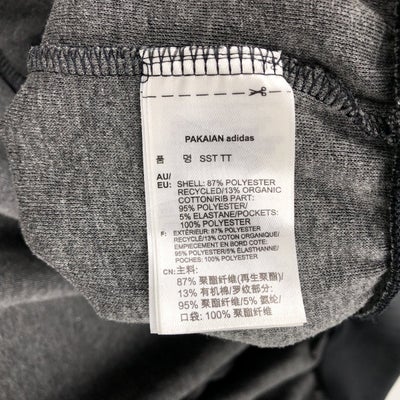 PAKAIAN adidas
품 명 SST TT
AU/
EU: SHELL: 87% POLYESTER
RECYCLED/13% ORGANIC
COTTON/RIB PART:
95% POLYESTER/
5% ELASTANE/POCKETS:
100% POLYESTER
F: EXTÉRIEUR: 87% POLYESTER
RECYCLÉ/13% COTON ORGANIQUE/
EMPIECEMENT EN BORD COTE:
95% POLYESTER/5% ÉLASTHANNE/
POCHES: 100% POLYESTER
CN: 主料:
87% 聚酯纤维(再生聚酯)/
13% 有机棉/罗纹部分:
95% 聚酯纤维/5% 氨纶/
口袋: 100% 聚酯纤维